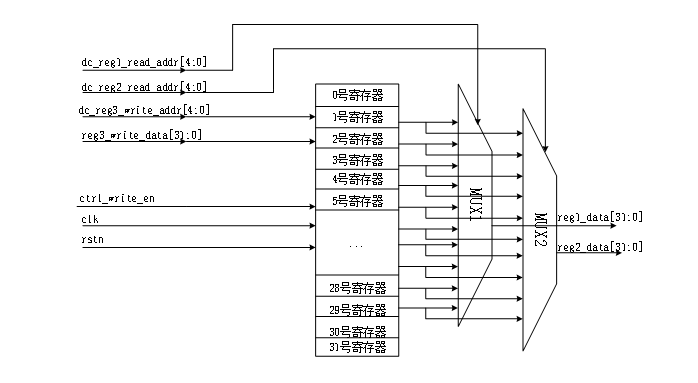 dc_reg1_read_addr[4:0]
dc_reg2_read_addr[4:0]
dc_reg3_write_addr[4:0]
reg3_write_data[31:0]
ctrl_write_en
clk
rstn
0号寄存器
1号寄存器
2号寄存器
3号寄存器
4号寄存器
5号寄存器
...
28号寄存器
29号寄存器
30号寄存器
31号寄存器
MUX1
MUX2
reg1_data[31:0]
reg2_data[31:0]